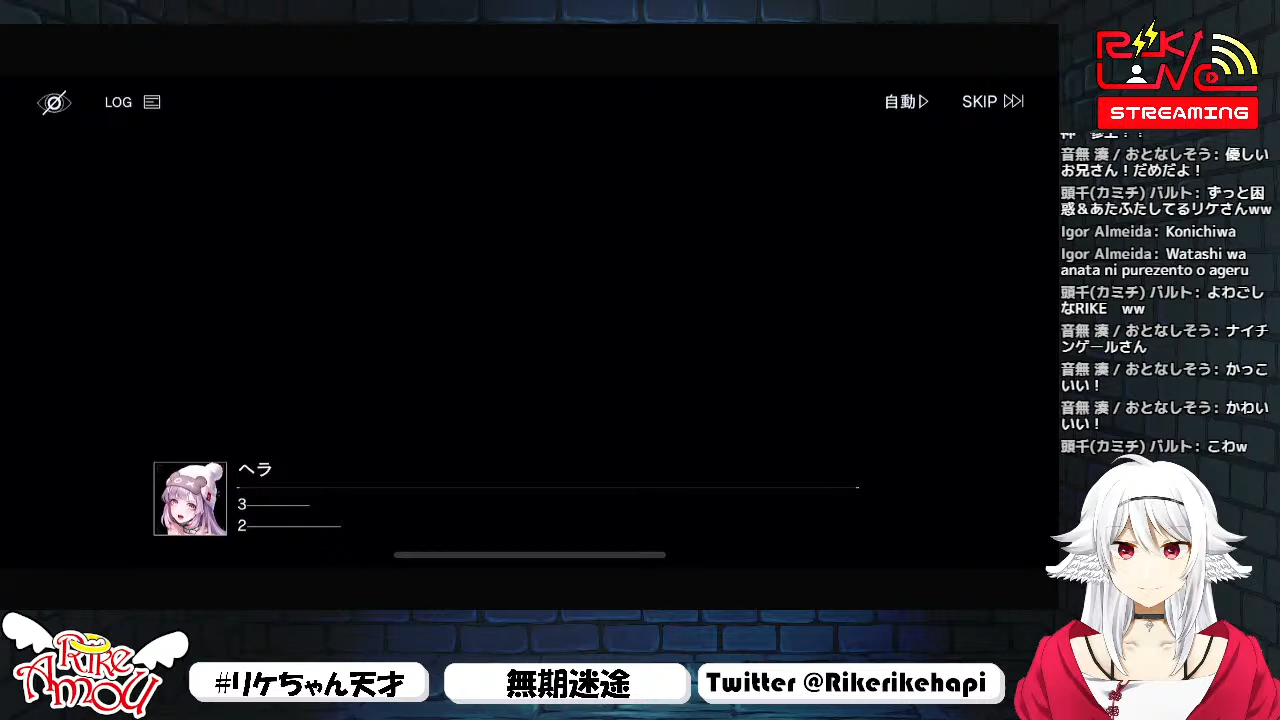 LOG
自動
SKIP
RIKE
LIVE
STREAMING
音無 湊 / おとなしそう: 優しい
お兄さん！だめだよ！
頭千(カミチ) バルト: ずっと困
惑＆あたふたしてるリケさんww
Igor Almeida: Konichiwa
Igor Almeida: Watashi wa
anata ni purezento o ageru
頭千(カミチ) バルト: よわごし
なRIKE　ww
音無 湊 / おとなしそう: ナイチ
ンゲールさん
音無 湊 / おとなしそう: かっこ
いい！
音無 湊 / おとなしそう: かわい
いい！
頭千(カミチ) バルト: こわw
ヘラ
3————
2——————
RIKE
AMOU
#リケちゃん天才
無期迷途
Twitter @Rikerikehapi